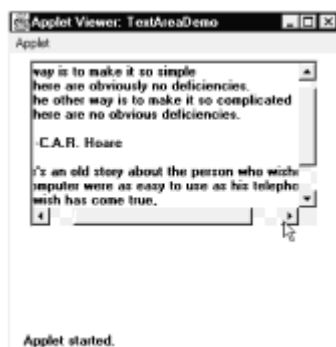 Applet Viewer: TextAreaDemo
Applet
way is to make it so simple
here are obviously no deficiencies.
he other way is to make it so complicated
here are no obvious deficiencies.
-C.A.R. Hoare
's an old story about the person who wishe
omputer were as easy to use as his telepho
wish has come true,
Applet started.